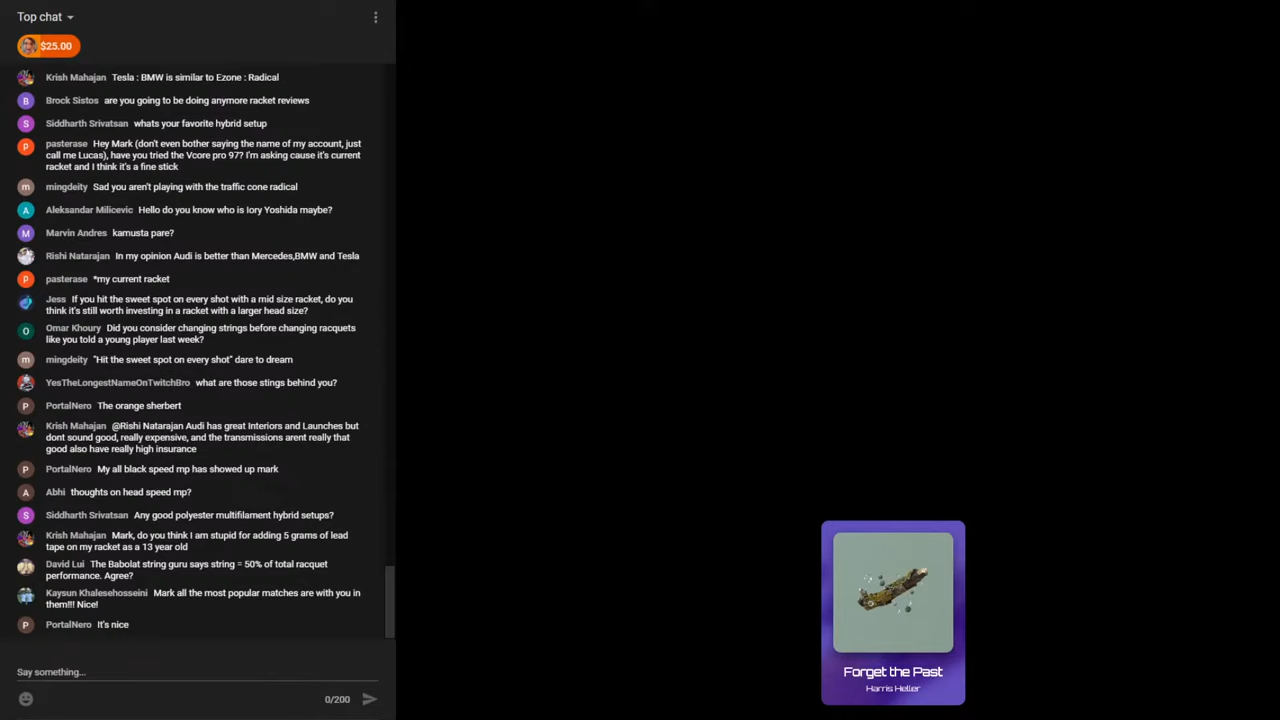 Top chat
$25.00
Krish Mahajan Tesla : BMW is similar to Ezone : Radical
B Brock Sistos are you going to be doing anymore racket reviews
S Siddharth Srivatsan whats your favorite hybrid setup
P pasterase Hey Mark (don't even bother saying the name of my account, just
call me Lucas), have you tried the Vcore pro 97? I'm asking cause it's current
racket and I think it's a fine stick
m mingdeity Sad you aren't playing with the traffic cone radical
A Aleksandar Milicevic Hello do you know who is Iory Yoshida maybe?
M Marvin Andres kamusta pare?
Rishi Natarajan In my opinion Audi is better than Mercedes,BMW and Tesla
P pasterase *my current racket
Jess If you hit the sweet spot on every shot with a mid size racket, do you
think it's still worth investing in a racket with a larger head size?
O Omar Khoury Did you consider changing strings before changing racquets
like you told a young player last week?
m mingdeity "Hit the sweet spot on every shot" dare to dream
YesTheLongestNameOnTwitchBro what are those stings behind you?
P PortalNero The orange sherbert
Krish Mahajan @Rishi Natarajan Audi has great Interiors and Launches but
dont sound good, really expensive, and the transmissions arent really that
good also have really high insurance
P PortalNero My all black speed mp has showed up mark
A Abhi thoughts on head speed mp?
S Siddharth Srivatsan Any good polyester multifilament hybrid setups?
Krish Mahajan Mark, do you think I am stupid for adding 5 grams of lead
tape on my racket as a 13 year old
David Lui The Babolat string guru says string = 50% of total racquet
performance. Agree?
Kaysun Khalesehosseini Mark all the most popular matches are with you in
them!!! Nice!
P PortalNero It's nice
Say something...
0/200
Forget the Past
Harris Heller